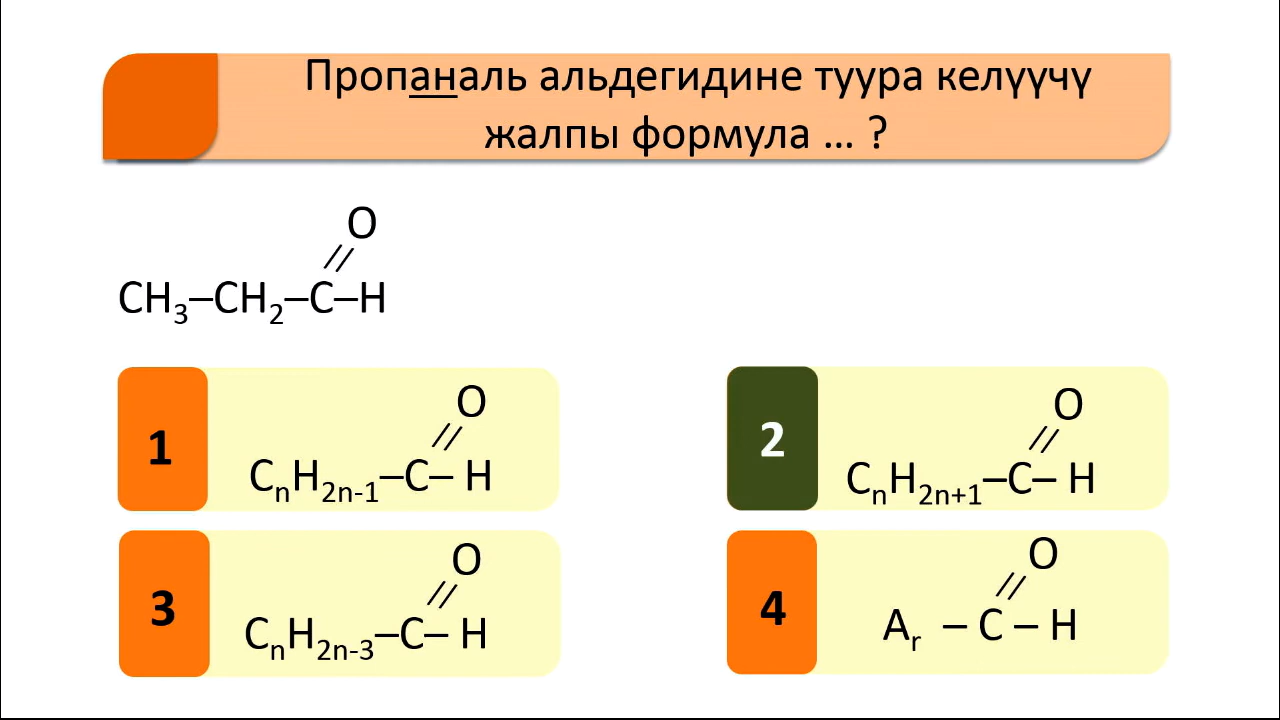 Пропаналь альдегидине туура келүүчү
жалпы формула ... ?
O
//
CH₃–CH₂–C–H
1
O
//
CₙH₂ₙ₋₁–C– H
2
O
//
CₙH₂ₙ₊₁–C– H
3
O
//
CₙH₂ₙ₋₃–C– H
4
O
//
Aᵣ – C – H